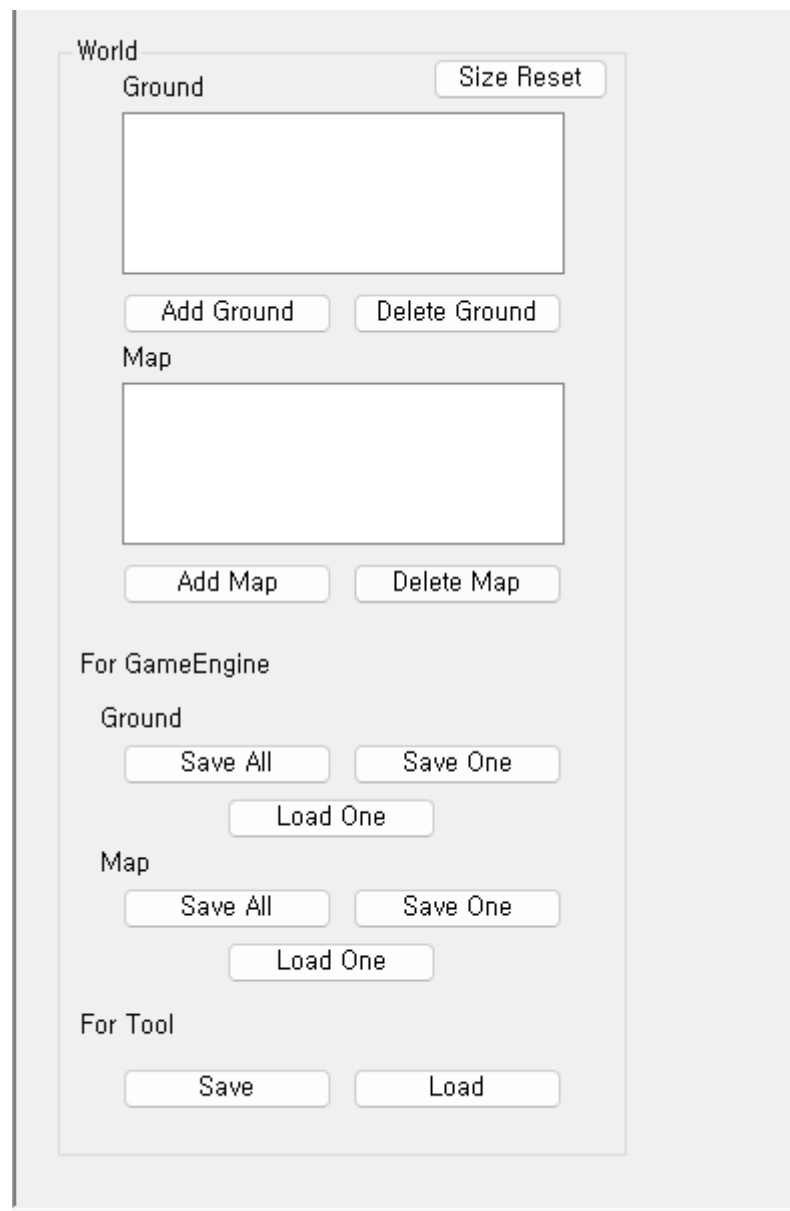 World
Size Reset
Ground
Add Ground Delete Ground
Map
Add Map Delete Map
For GameEngine
Ground
Save All Save One
Load One
Map
Save All Save One
Load One
For Tool
Save Load